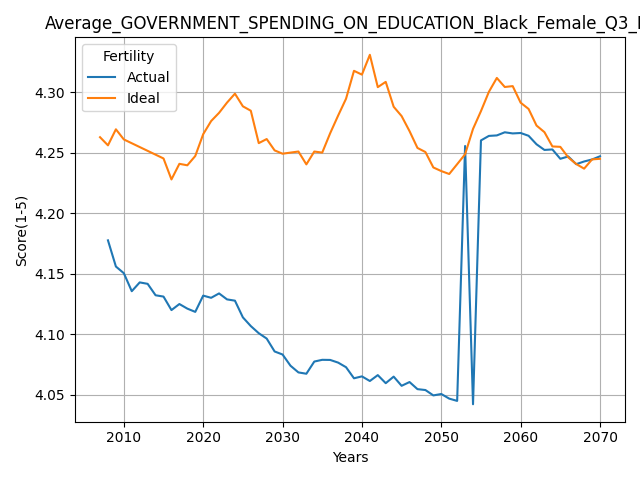 Average_GOVERNMENT_SPENDING_ON_EDUCATION_Black_Female_Q3_
Fertility
Actual
Ideal
4.30
4.25
4.20
4.15
4.10
4.05
Score(1-5)
2010 2020 2030 2040 2050 2060 2070
Years